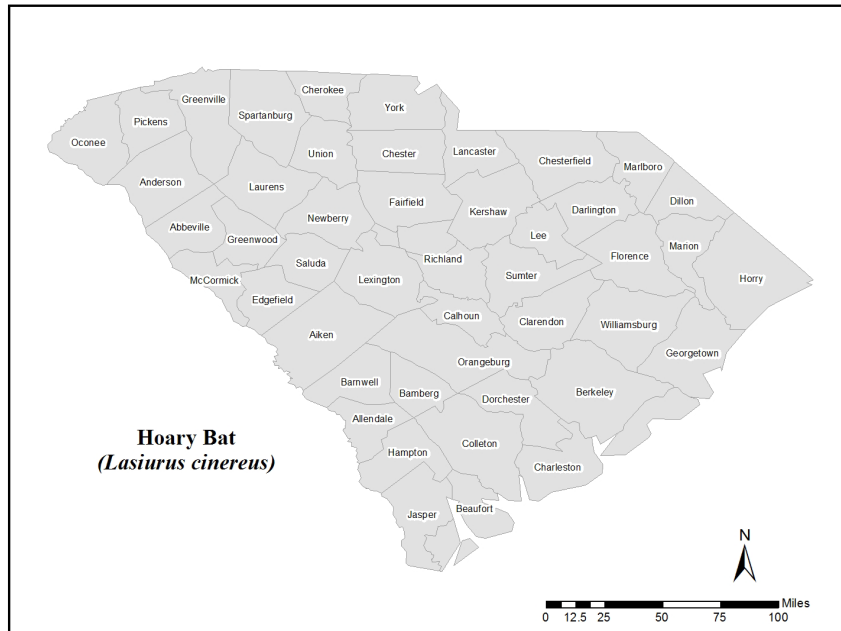 Cherokee
Greenville
York
Spartanburg
Pickens
Oconee
Union
Chester
Lancaster
Chesterfield
Marlboro
Anderson
Laurens
Fairfield
Dillon
Newberry
Kershaw
Darlington
Abbeville
Greenwood
Lee
Marion
Saluda
Richland
Florence
McCormick
Lexington
Sumter
Horry
Edgefield
Calhoun
Clarendon
Williamsburg
Aiken
Georgetown
Orangeburg
Barnwell
Bamberg
Dorchester
Berkeley
Allendale
Hoary Bat
(Lasiurus cinereus)
Hampton
Colleton
Charleston
Jasper
Beaufort
N
Miles
0 12.5 25 50 75 100